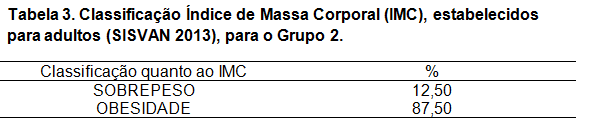 Tabela 3. Classificação Índice de Massa Corporal (IMC), estabelecidos
para adultos (SISVAN 2013), para o Grupo 2.
Classificação quanto ao IMC %
SOBREPESO 12,50
OBESIDADE 87,50